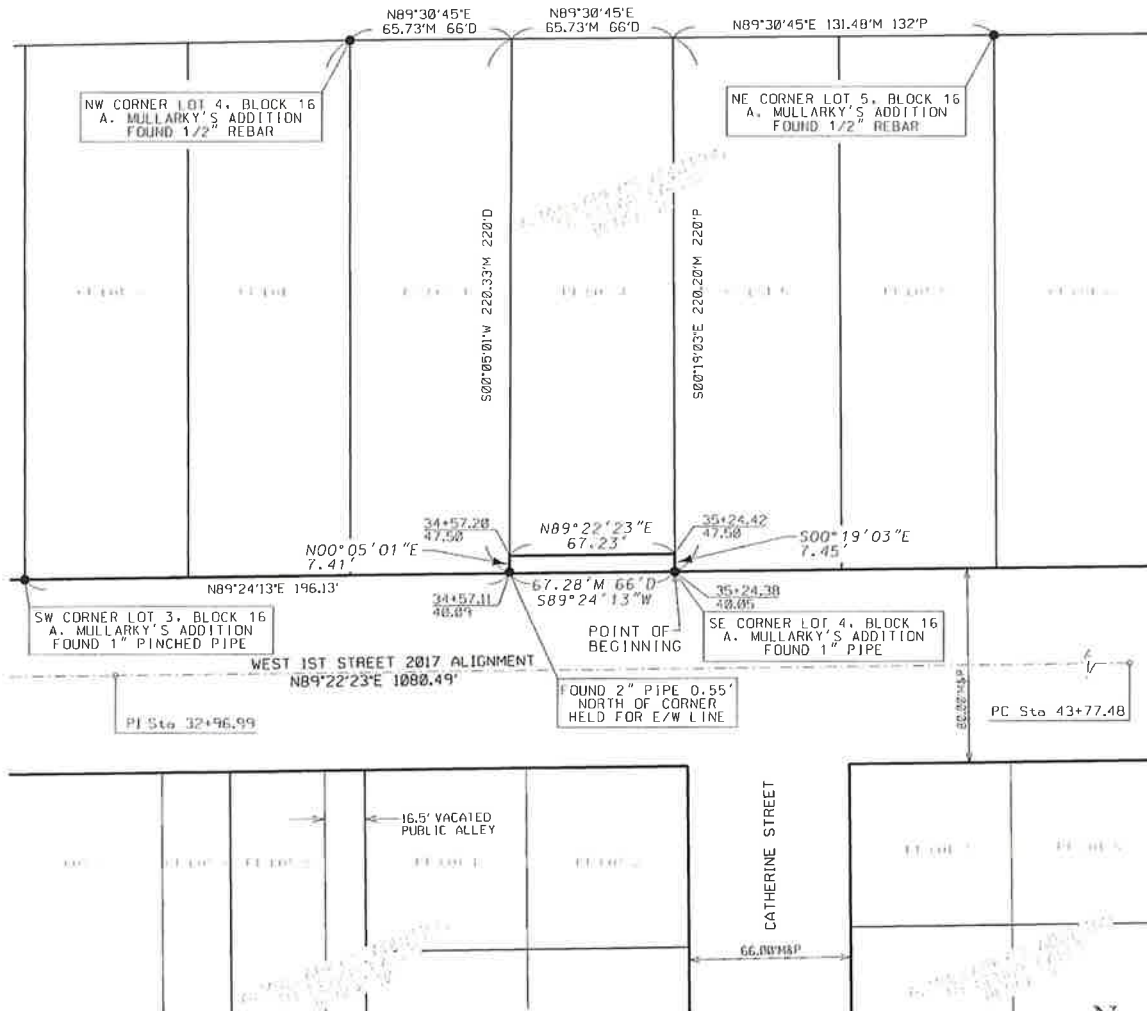 N89°30'45"E
65.73'M 66'D
N89°30'45"E
65.73'M 66'D
N89°30'45"E 131.48'M 132'P
NW CORNER LOT 4, BLOCK 16
A. MULLARKY'S ADDITION
FOUND 1/2" REBAR
NE CORNER LOT 5, BLOCK 16
A. MULLARKY'S ADDITION
FOUND 1/2" REBAR
220.33'M 220'D
S00°19'03"E 220.20'M 220'P
34+57.20
47.50
N89°22'23"E
67.23'
35+24.42
47.50
N00°05'01"E
7.41'
S00°19'03"E
7.45'
N89°24'13"E 196.13'
34+57.11
40.09
67.28'M 66'D
S89°24'13"W
35+24.38
40.05
SW CORNER LOT 3, BLOCK 16
A. MULLARKY'S ADDITION
FOUND 1" PINCHED PIPE
POINT OF
BEGINNING
SE CORNER LOT 4, BLOCK 16
A. MULLARKY'S ADDITION
FOUND 1" PIPE
WEST 1ST STREET 2017 ALIGNMENT
N89°22'23"E 1080.49'
FOUND 2" PIPE 0.55'
NORTH OF CORNER
HELD FOR E/W LINE
PI Sta 32+96.99
PC Sta 43+77.48
80.00'M&P
16.5' VACATED
PUBLIC ALLEY
CATHERINE STREET
66.00'M&P
N